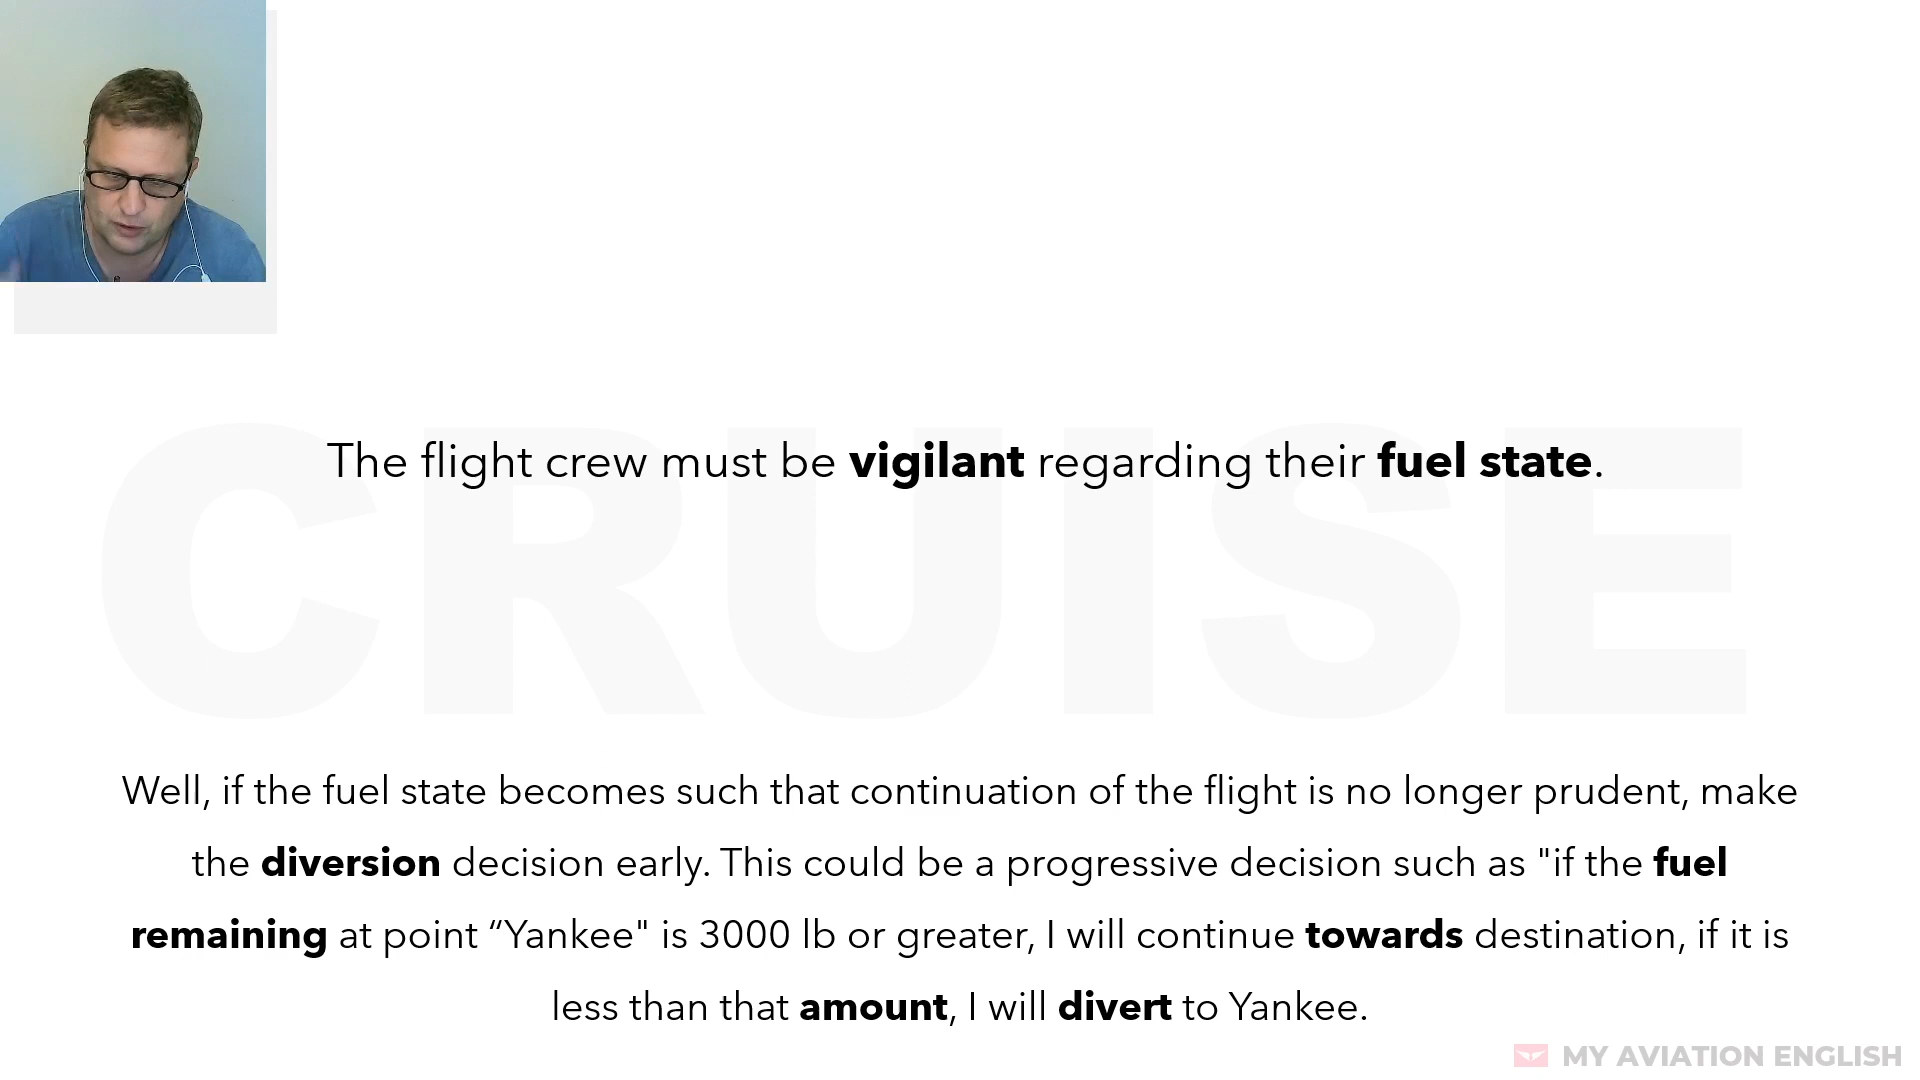 The flight crew must be vigilant regarding their fuel state.
CRUISE
Well, if the fuel state becomes such that continuation of the flight is no longer prudent, make
the diversion decision early. This could be a progressive decision such as "if the fuel
remaining at point “Yankee" is 3000 lb or greater, I will continue towards destination, if it is
less than that amount, I will divert to Yankee.
MY AVIATION ENGLISH